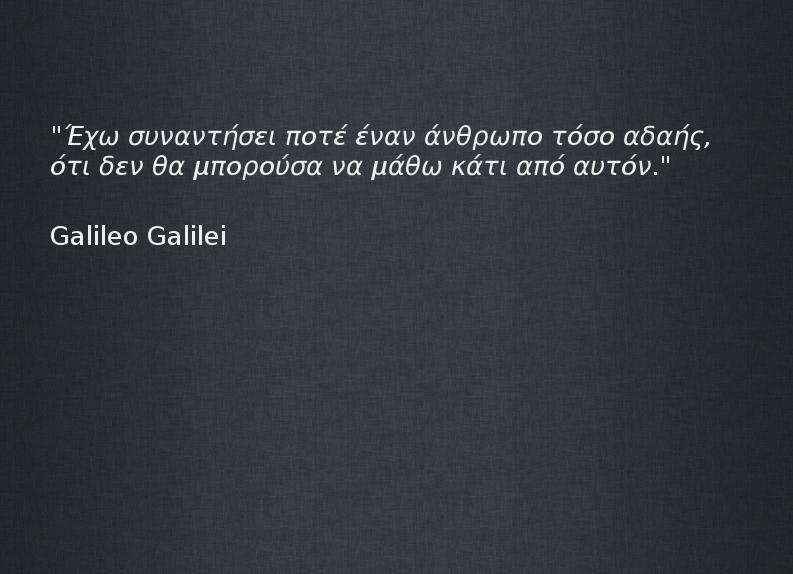 "Έχω συναντήσει ποτέ έναν άνθρωπο τόσο αδαής,
ότι δεν θα μπορούσα να μάθω κάτι από αυτόν."
Galileo Galilei